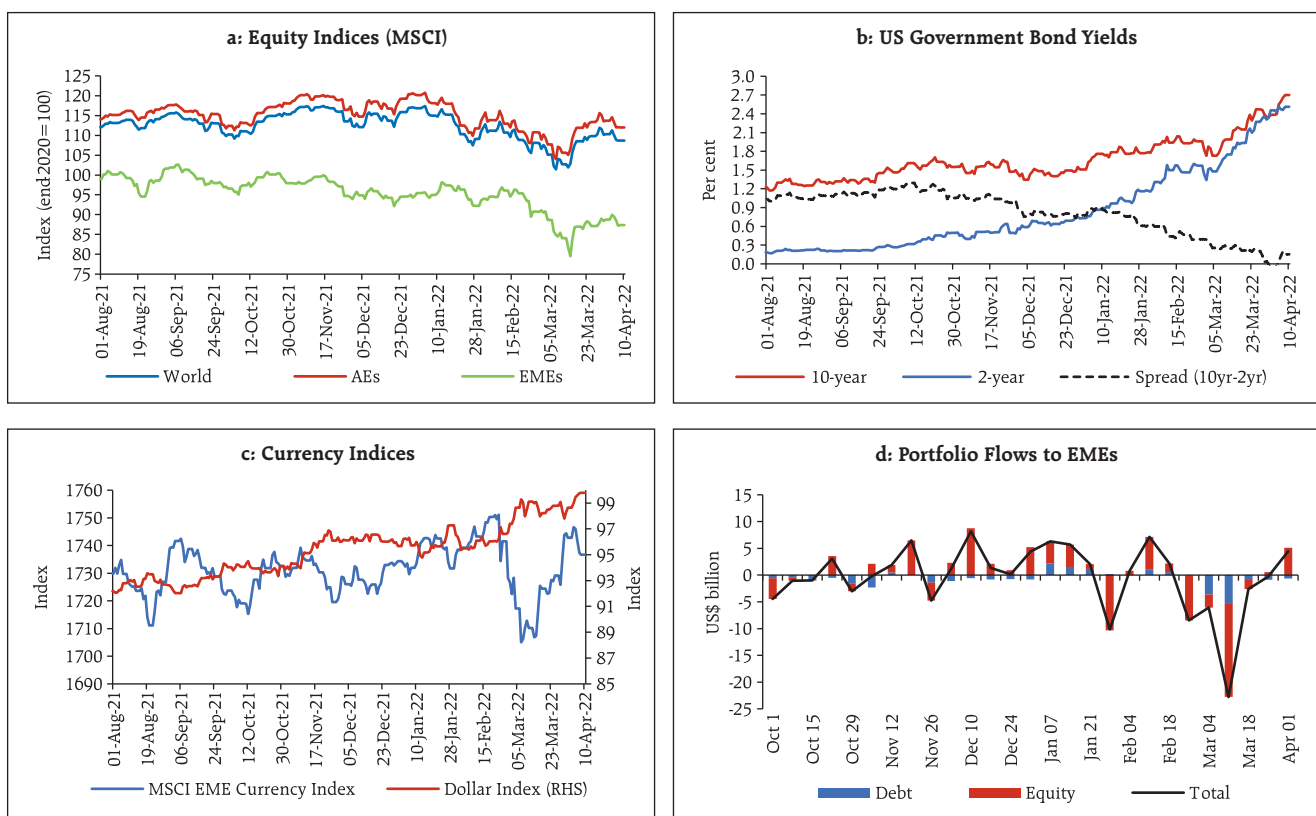 a: Equity Indices (MSCI)
Index (end-2020=100)
125
120
115
110
105
100
95
90
85
80
75
01-Aug-21
19-Aug-21
06-Sep-21
24-Sep-21
12-Oct-21
30-Oct-21
17-Nov-21
05-Dec-21
23-Dec-21
10-Jan-22
28-Jan-22
15-Feb-22
05-Mar-22
23-Mar-22
10-Apr-22
World AEs EMEs
b: US Government Bond Yields
Per cent
3.0
2.7
2.4
2.1
1.8
1.5
1.2
0.9
0.6
0.3
0.0
01-Aug-21
19-Aug-21
06-Sep-21
24-Sep-21
12-Oct-21
30-Oct-21
17-Nov-21
05-Dec-21
23-Dec-21
10-Jan-22
28-Jan-22
15-Feb-22
05-Mar-22
23-Mar-22
10-Apr-22
10-year 2-year Spread (10yr-2yr)
c: Currency Indices
Index
1760
1750
1740
1730
1720
1710
1700
1690
99
97
95
93
91
89
85
85
Index
01-Aug-21
19-Aug-21
06-Sep-21
24-Sep-21
12-Oct-21
30-Oct-21
17-Nov-21
05-Dec-21
23-Dec-21
10-Jan-22
28-Jan-22
15-Feb-22
05-Mar-22
23-Mar-22
10-Apr-22
MSCI EME Currency Index Dollar Index (RHS)
d: Portfolio Flows to EMEs
US$ billion
15
10
5
0
-5
-10
-15
-20
-25
Oct 1
Oct 15
Oct 29
Nov 12
Nov 26
Dec 10
Dec 24
Jan 07
Jan 21
Feb 04
Feb 18
Mar 04
Mar 18
Apr 01
Debt Equity Total